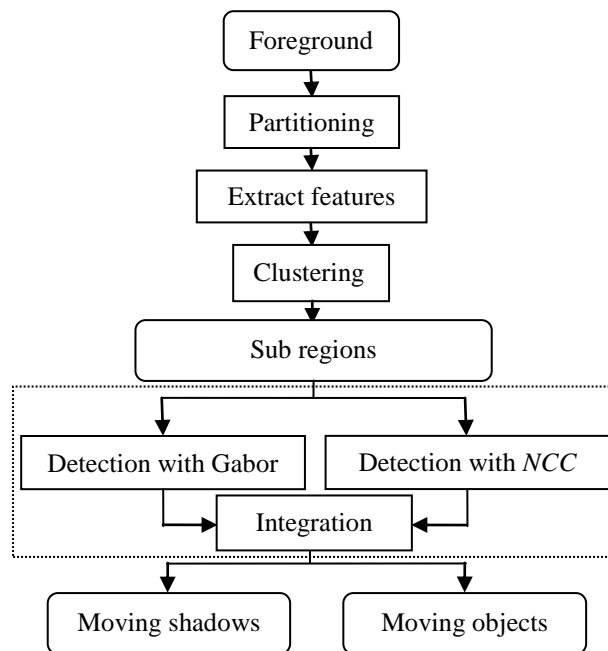 Foreground
Partitioning
Extract features
Clustering
Sub regions
Detection with Gabor
Detection with NCC
Integration
Moving shadows
Moving objects